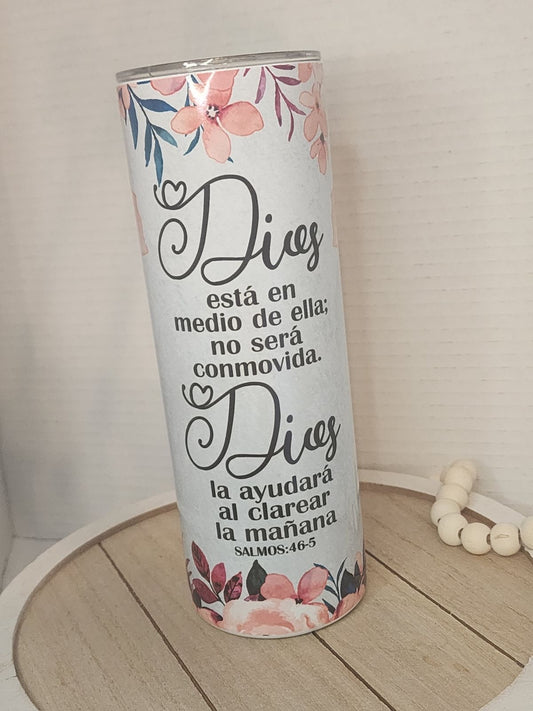 Dios
está en
medio de ella;
no será
conmovida.
Dios
la ayudará
al clarear
la mañana
SALMOS:46-5